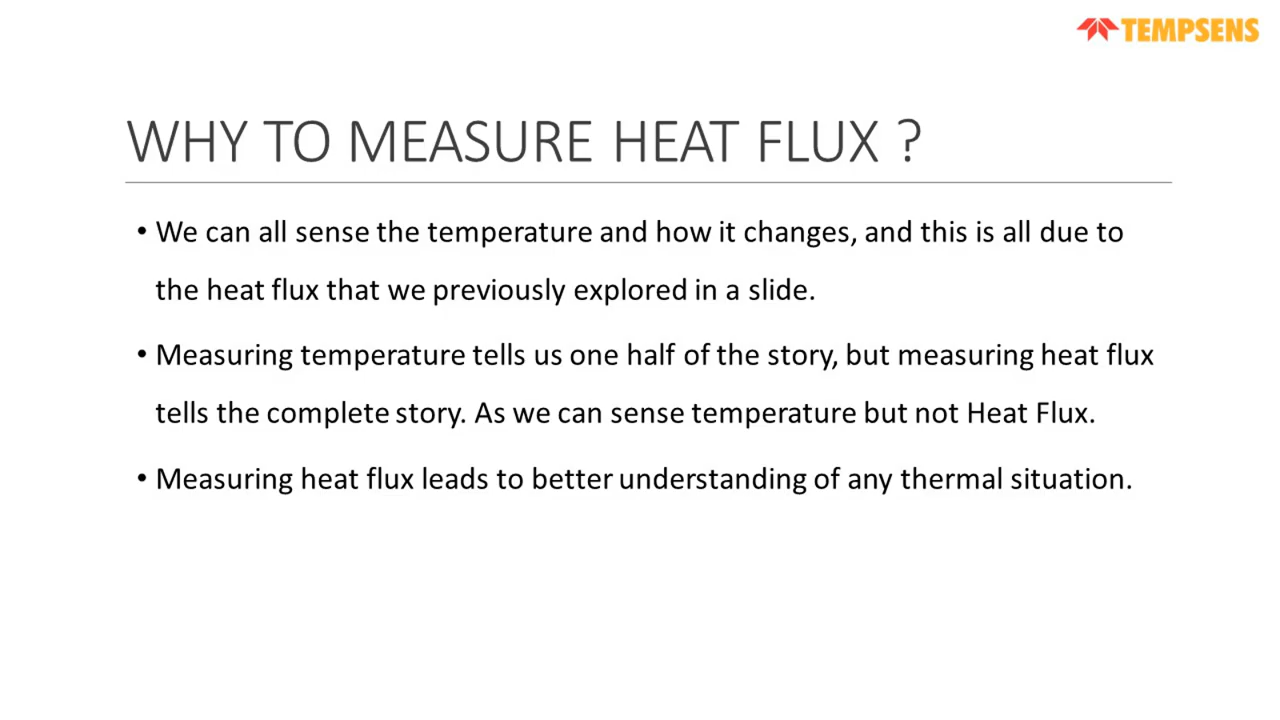 TEMPSENS
WHY TO MEASURE HEAT FLUX ?
• We can all sense the temperature and how it changes, and this is all due to
the heat flux that we previously explored in a slide.
• Measuring temperature tells us one half of the story, but measuring heat flux
tells the complete story. As we can sense temperature but not Heat Flux.
• Measuring heat flux leads to better understanding of any thermal situation.